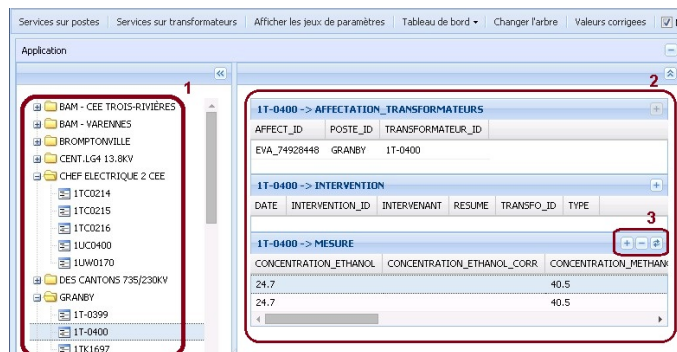 Services sur postes Services sur transformateurs Afficher les jeux de paramètres Tableau de bord Changer l'arbre Valeurs corrigees
Application
1
BAM - CEE TROIS-RIVIÈRES
BAM - VARENNES
BROMPTONVILLE
CENT.LG4 13.8KV
CHEF ELECTRIQUE 2 CEE
1TC0214
1TC0215
1TC0216
1UC0400
1UW0170
DES CANTONS 735/230KV
GRANBY
1T-0399
1T-0400
1TK1697
2
1T-0400 -> AFFECTATION_TRANSFORMATEURS
AFFECT_ID POSTE_ID TRANSFORMATEUR_ID
EVA_74928448 GRANBY 1T-0400
1T-0400 -> INTERVENTION
DATE INTERVENTION_ID INTERVENANT RESUME TRANSFO_ID TYPE
3
1T-0400 -> MESURE
CONCENTRATION_ETHANOL CONCENTRATION_ETHANOL_CORR CONCENTRATION_METHAN
24.7 40.5
24.7 40.5